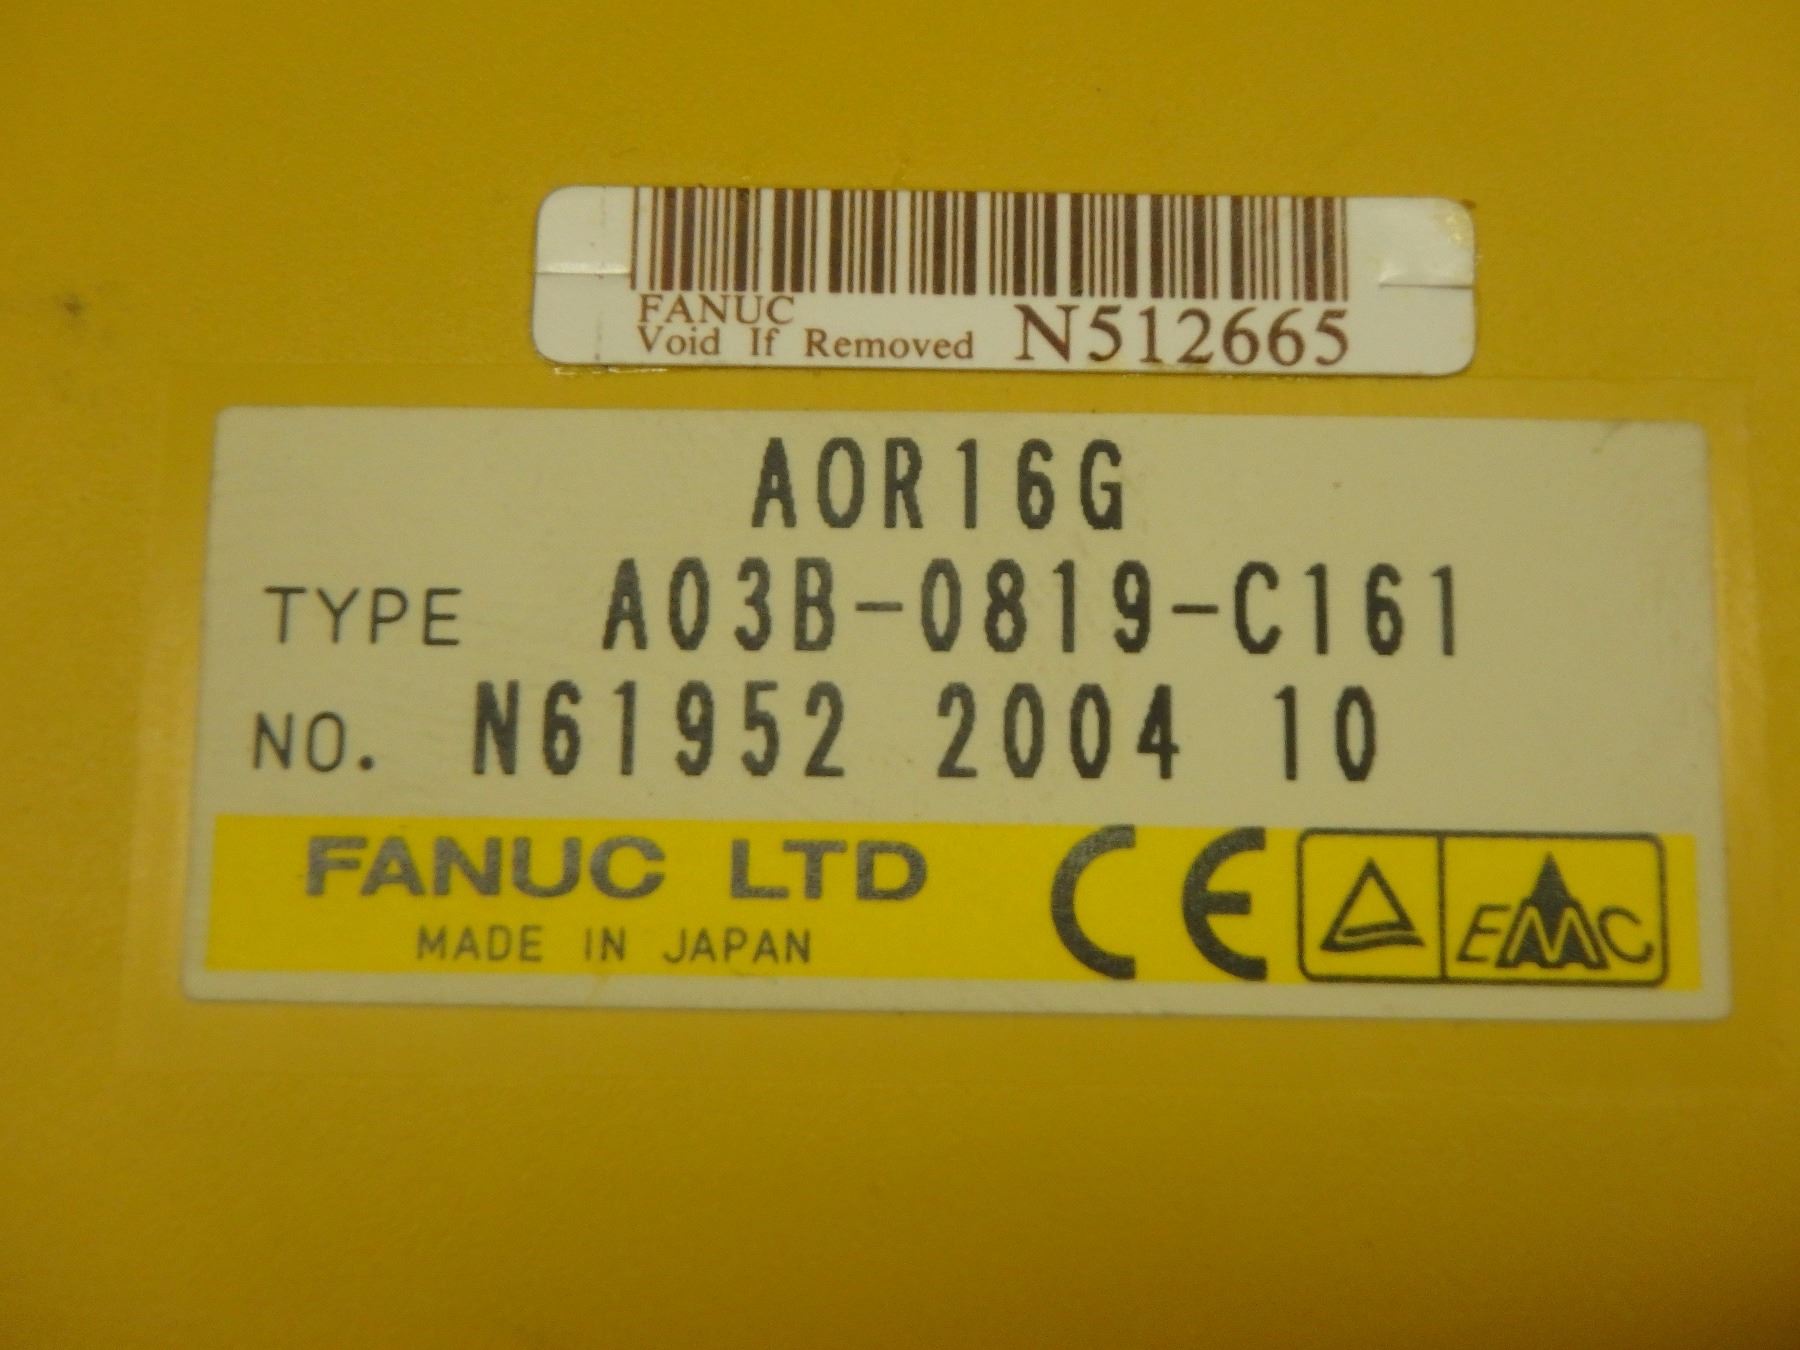 FANUC
Void If Removed N512665
AOR16G
TYPE A03B-0819-C161
NO. N61952 2004 10
FANUC LTD
MADE IN JAPAN
CE
EMC